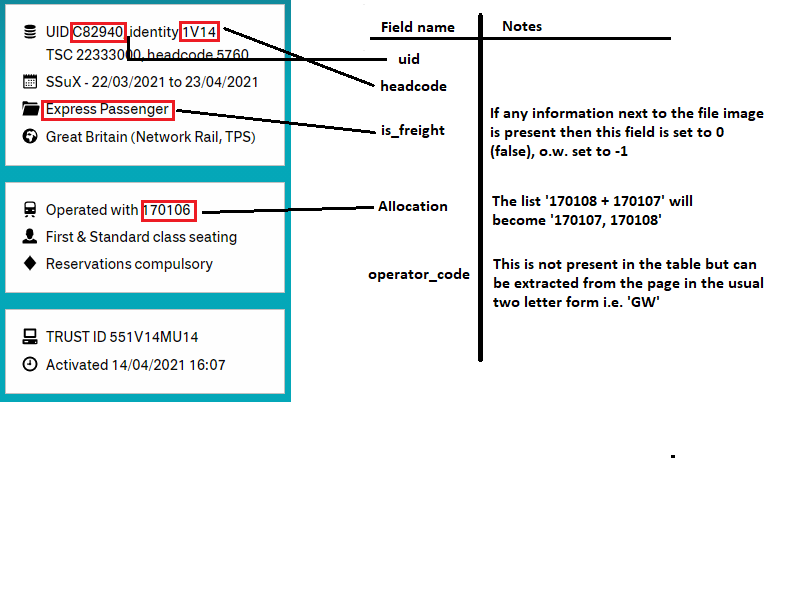 UID C82940, identity 1V14
TSC 22333000, headcode 5760
SSuX - 22/03/2021 to 23/04/2021
Express Passenger
Great Britain (Network Rail, TPS)
Operated with 170106
First & Standard class seating
Reservations compulsory
TRUST ID 551V14MU14
Activated 14/04/2021 16:07
Field name
Notes
uid
headcode
is_freight
If any information next to the file image
is present then this field is set to 0
(false), o.w. set to -1
Allocation
The list '170108 + 170107' will
become '170107, 170108'
operator_code
This is not present in the table but can
be extracted from the page in the usual
two letter form i.e. 'GW'